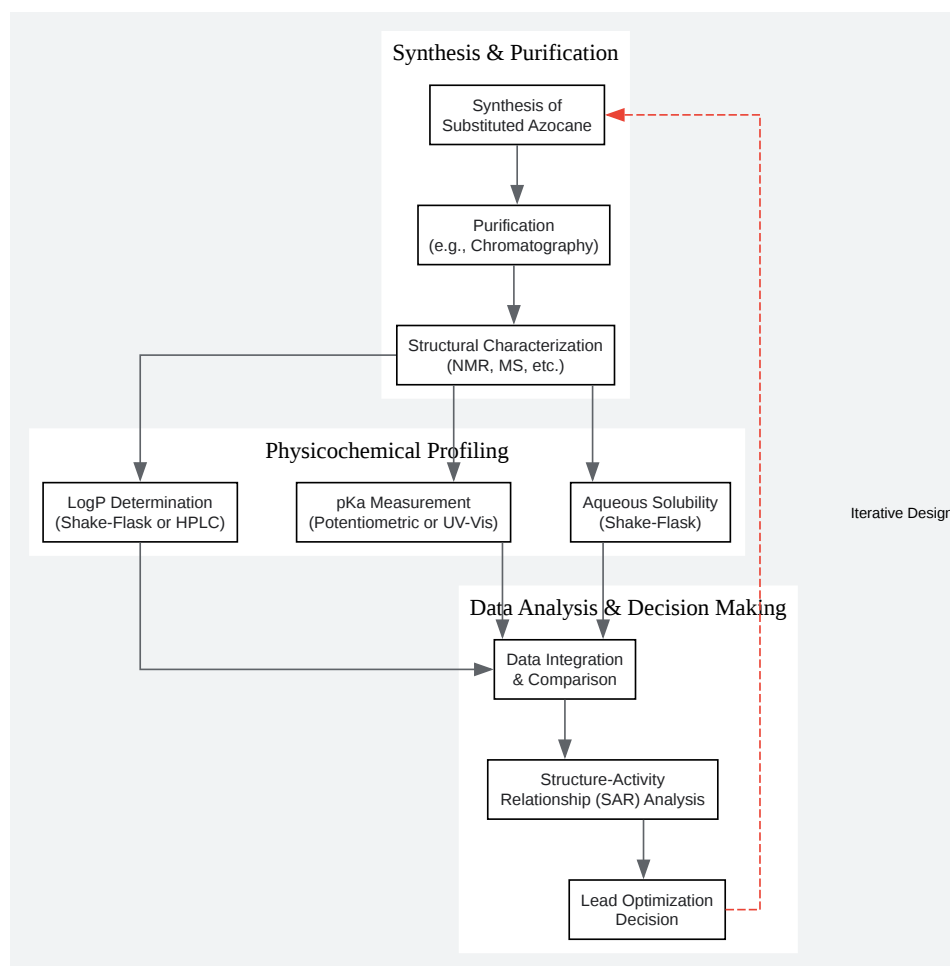 Synthesis & Purification
Synthesis of
Substituted Azocane
Purification
(e.g., Chromatography)
Structural Characterization
(NMR, MS, etc.)
Physicochemical Profiling
LogP Determination
(Shake-Flask or HPLC)
pKa Measurement
(Potentiometric or UV-Vis)
Aqueous Solubility
(Shake-Flask)
Iterative Design
Data Analysis & Decision Making
Data Integration
& Comparison
Structure-Activity
Relationship (SAR) Analysis
Lead Optimization
Decision